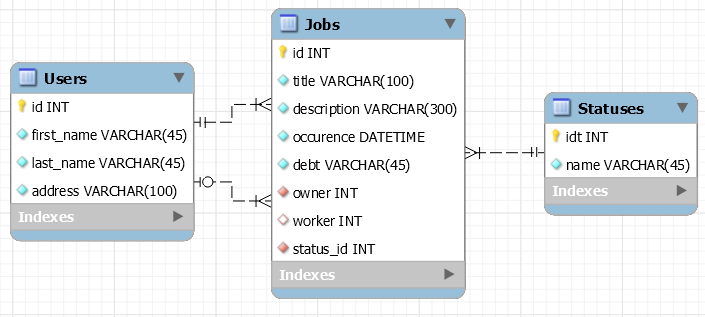 Users
id INT
first_name VARCHAR(45)
last_name VARCHAR(45)
address VARCHAR(100)
Indexes
Jobs
id INT
title VARCHAR(100)
description VARCHAR(300)
occurence DATETIME
debt VARCHAR(45)
owner INT
worker INT
status_id INT
Indexes
Statuses
idt INT
name VARCHAR(45)
Indexes